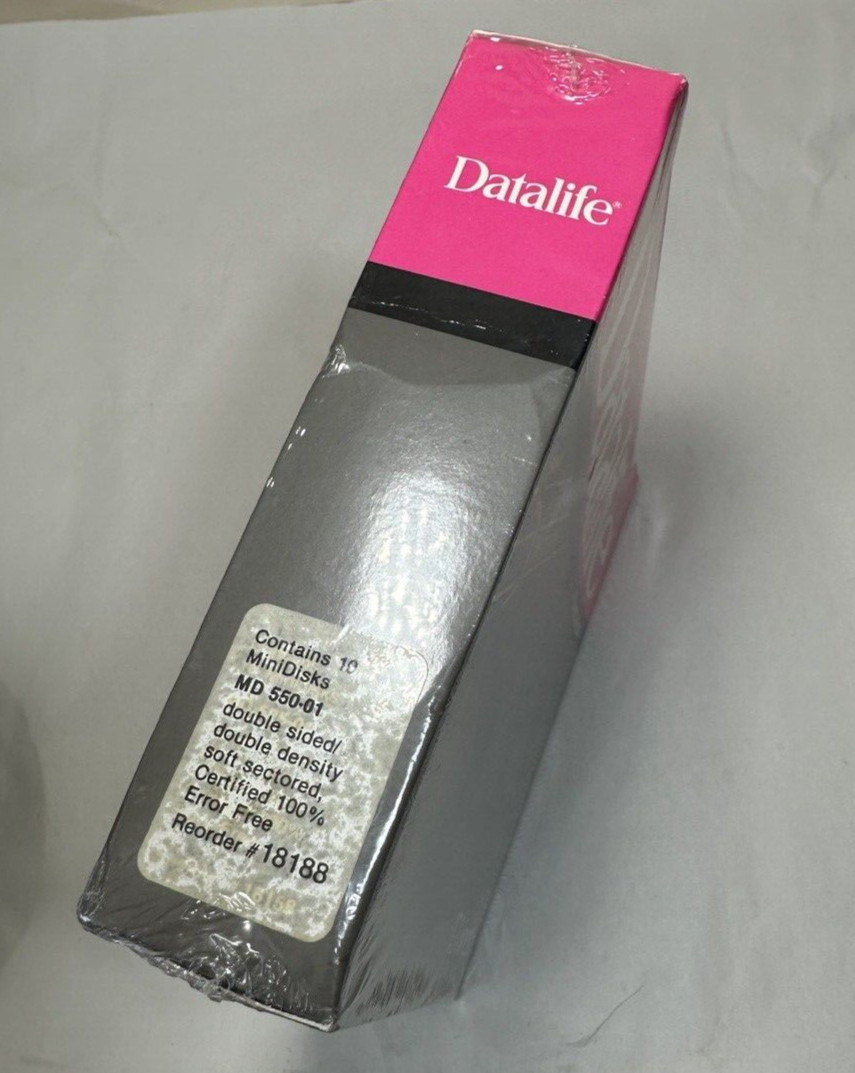 Datalife®
Contains 10
MiniDisks
MD 550-01
double sided/
double density
soft sectored,
Certified 100%
Error Free
Reorder # 18188